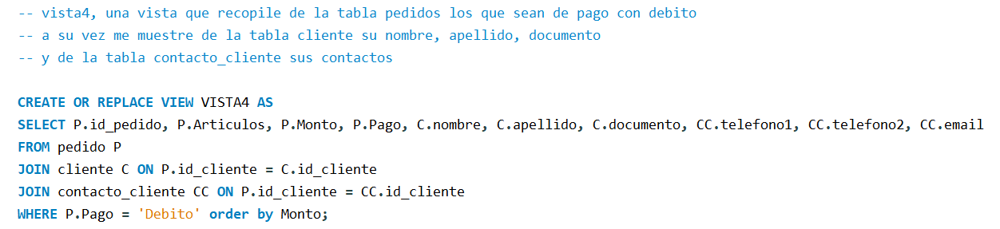 -- vista4, una vista que recopile de la tabla pedidos los que sean de pago con debito
-- a su vez me muestre de la tabla cliente su nombre, apellido, documento
-- y de la tabla contacto_cliente sus contactos
CREATE OR REPLACE VIEW VISTA4 AS
SELECT P.id_pedido, P.Articulos, P.Monto, P.Pago, C.nombre, C.apellido, C.documento, CC.telefono1, CC.telefono2, CC.email
FROM pedido P
JOIN cliente C ON P.id_cliente = C.id_cliente
JOIN contacto_cliente CC ON P.id_cliente = CC.id_cliente
WHERE P.Pago = 'Debito' order by Monto;